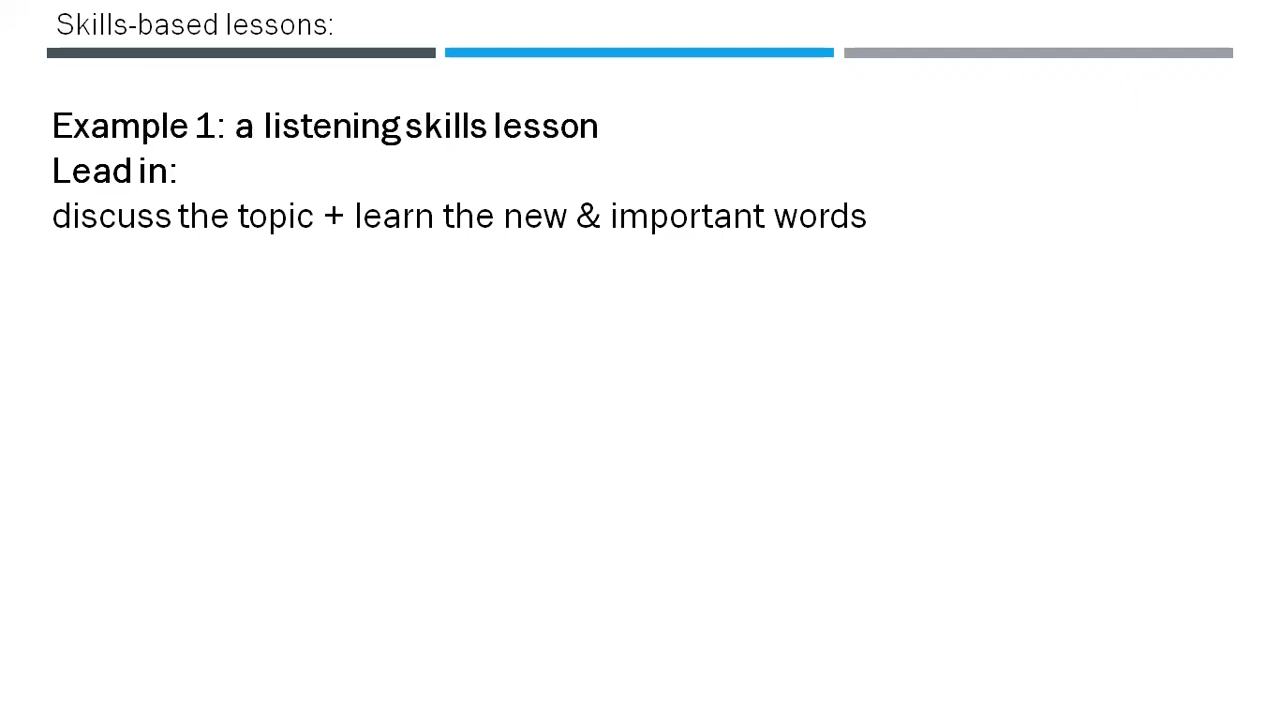 Skills-based lessons:
Example 1: a listening skills lesson
Lead in:
discuss the topic + learn the new & important words